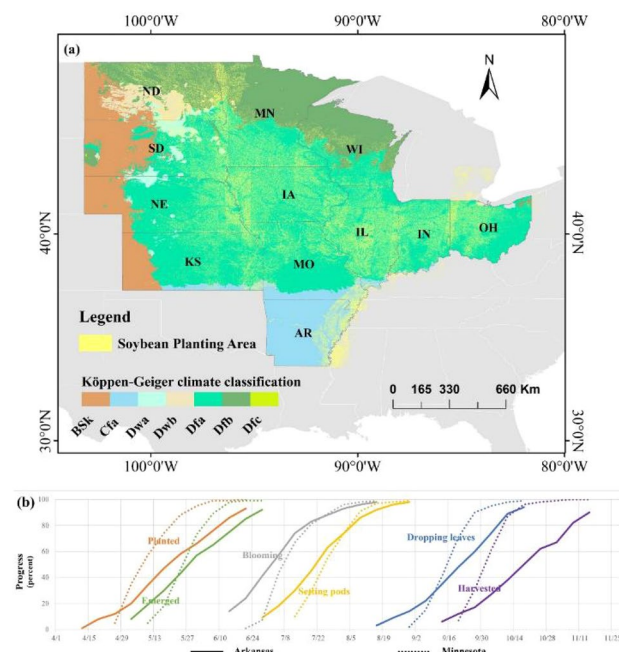 100°0'W 90°0'W 80°0'W
(a)
N
ND
MN
SD
WI
NE
IA
IL
IN
OH
KS
MO
AR
40°0'N 40°0'N
30°0'N 30°0'N
Legend
Soybean Planting Area
Köppen-Geiger climate classification
BSk Cfa Dwa Dwb Dfa Dfb Dfc
0 165 330 660 Km
100°0'W 90°0'W 80°0'W
(b)
Progress
(percent)
100
80
60
40
20
0
Planted
Emerged
Blooming
Setting pods
Dropping leaves
Harvested
4/1 4/15 4/29 5/13 5/27 6/10 6/24 7/8 7/22 8/5 8/19 9/2 9/16 9/30 10/14 10/28 11/11 11/25
Arkansas Minnesota